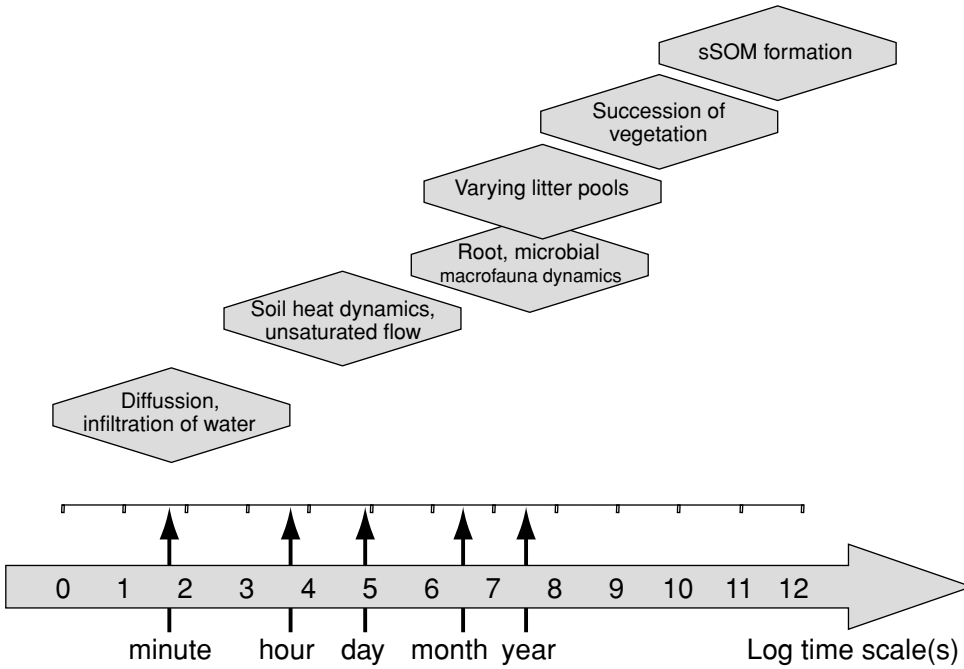 sSOM formation
Succession of
vegetation
Varying litter pools
Root, microbial
macrofauna dynamics
Soil heat dynamics,
unsaturated flow
Diffussion,
infiltration of water
0 1 2 3 4 5 6 7 8 9 10 11 12
minute hour day month year Log time scale(s)